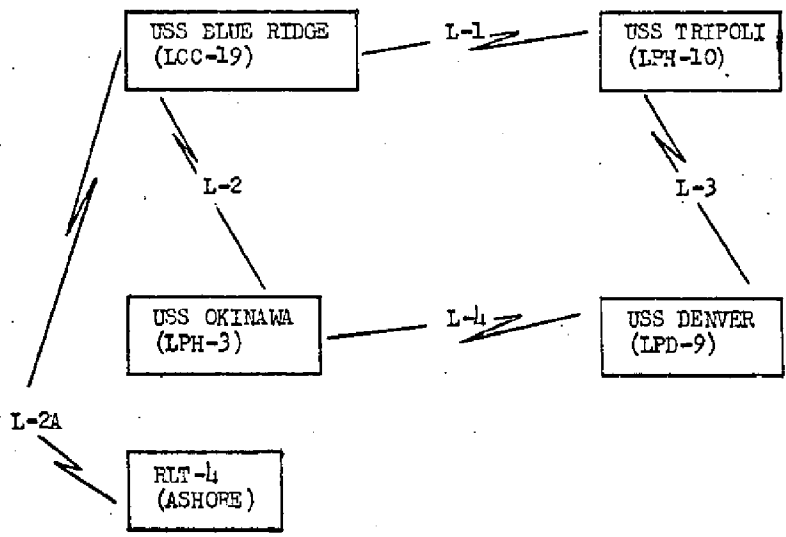 USS BLUE RIDGE
(LCC-19)
L-1
USS TRIPOLI
(LPH-10)
L-2
L-3
USS OKINAWA
(LPH-3)
L-4
USS DENVER
(LPD-9)
L-2A
RLT-4
(ASHORE)